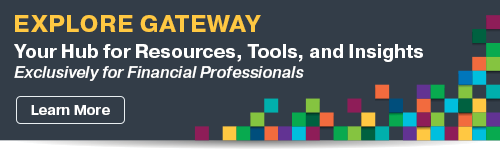 EXPLORE GATEWAY
Your Hub for Resources, Tools, and Insights
Exclusively for Financial Professionals
Learn More